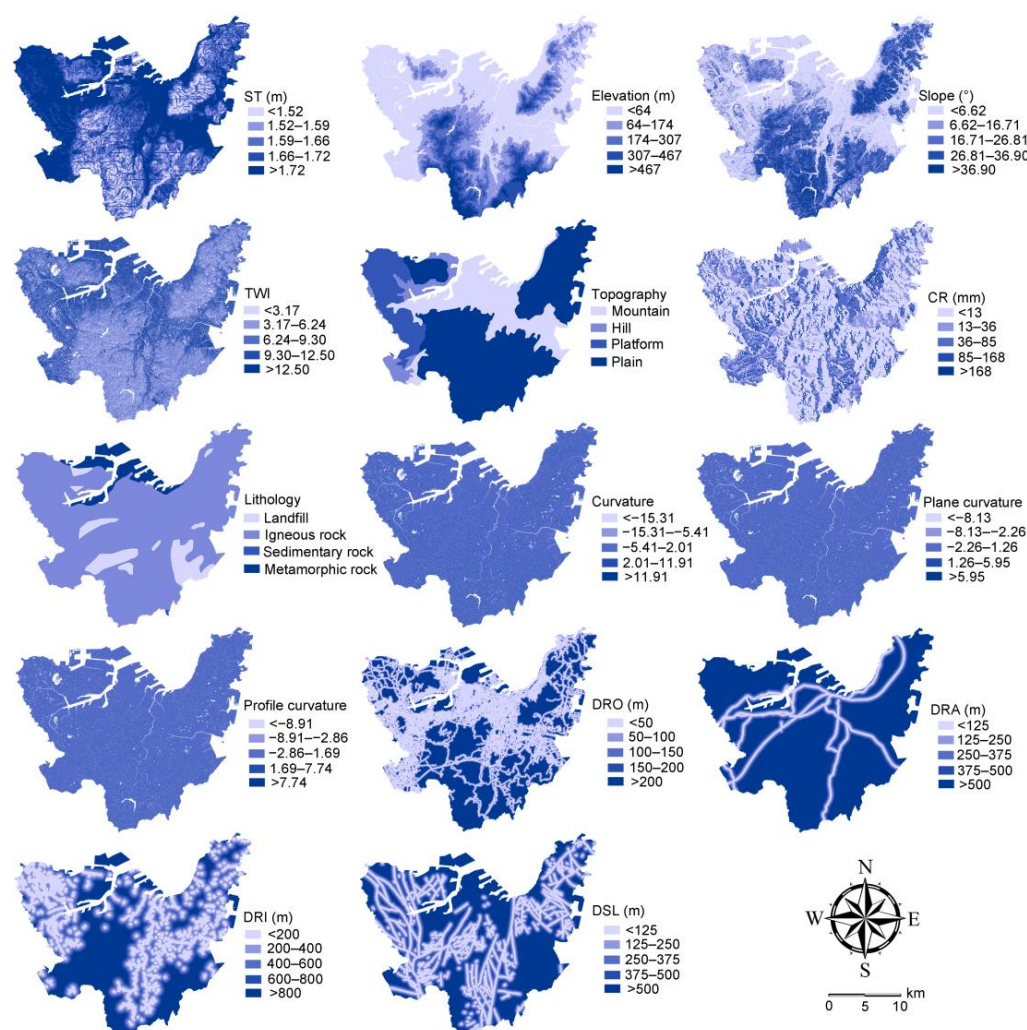 ST (m)
<1.52
1.52–1.59
1.59–1.66
1.66–1.72
>1.72
Elevation (m)
<64
64–174
174–307
307–467
>467
Slope (°)
<6.62
6.62–16.71
16.71–26.81
26.81–36.90
>36.90
TWI
<3.17
3.17–6.24
6.24–9.30
9.30–12.50
>12.50
Topography
Mountain
Hill
Platform
Plain
CR (mm)
<13
13–36
36–85
85–168
>168
Lithology
Landfill
Igneous rock
Sedimentary rock
Metamorphic rock
Curvature
<−15.31
−15.31–−5.41
−5.41–2.01
2.01–11.91
>11.91
Plane curvature
<−8.13
−8.13–−2.26
−2.26–1.26
1.26–5.95
>5.95
Profile curvature
<−8.91
−8.91–−2.86
−2.86–1.69
1.69–7.74
>7.74
DRO (m)
<50
50–100
100–150
150–200
>200
DRA (m)
<125
125–250
250–375
375–500
>500
DRI (m)
<200
200–400
400–600
600–800
>800
DSL (m)
<125
125–250
250–375
375–500
>500
N
W E
S
km
0 5 10